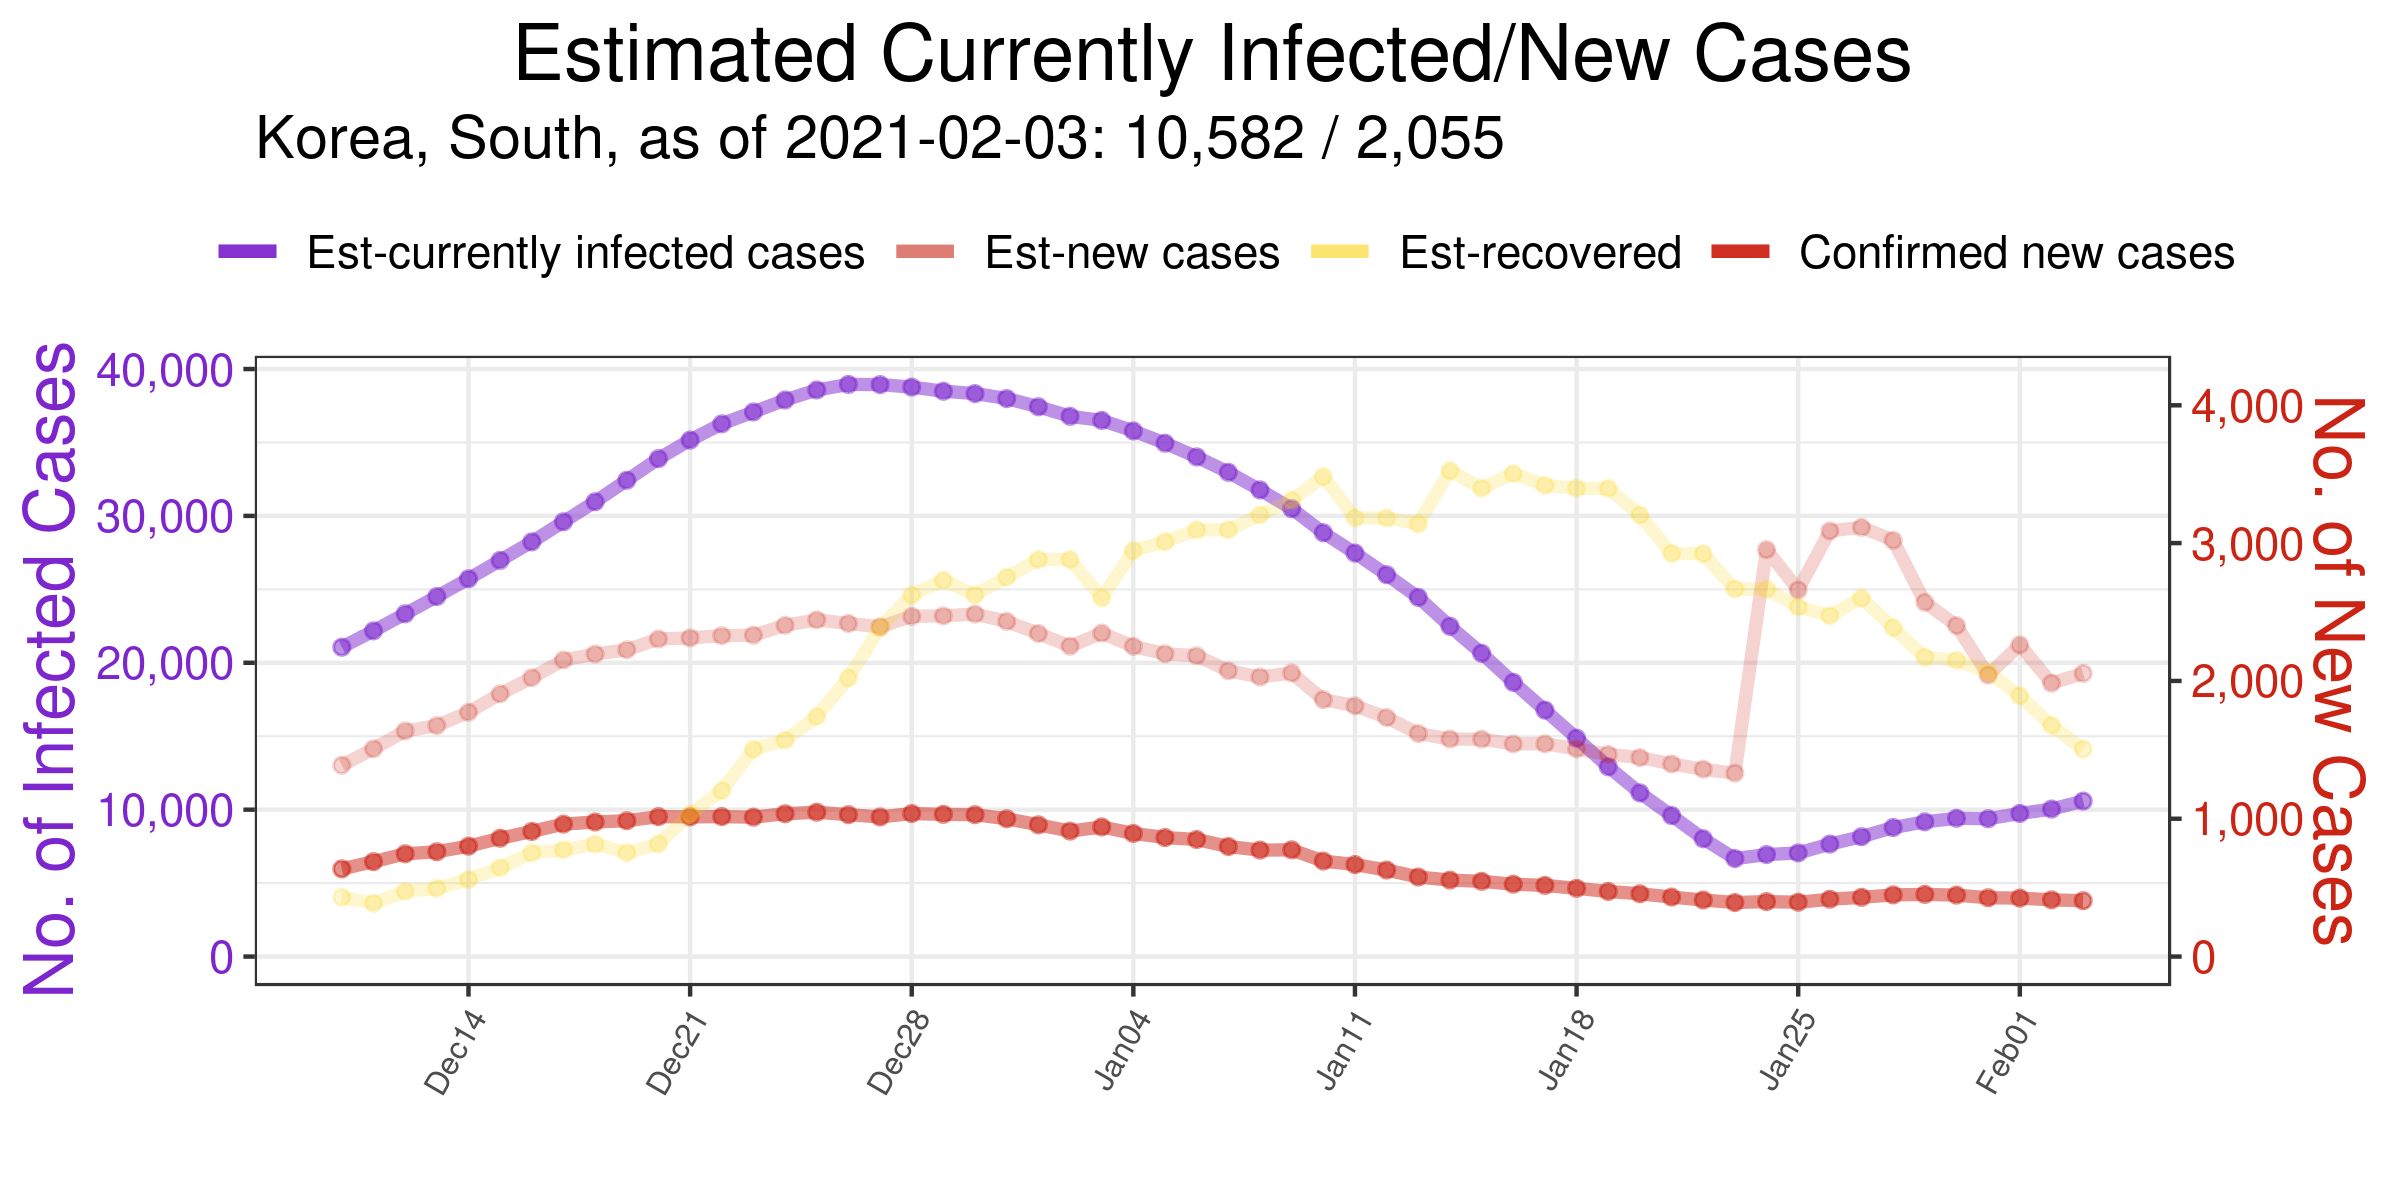 Estimated Currently Infected/New Cases
Korea, South, as of 2021-02-03: 10,582 / 2,055
Est-currently infected cases Est-new cases Est-recovered Confirmed new cases
No. of Infected Cases
40,000
30,000
20,000
10,000
0
4,000
3,000
2,000
1,000
0
No. of New Cases
Dec14 Dec21 Dec28 Jan04 Jan11 Jan18 Jan25 Feb01